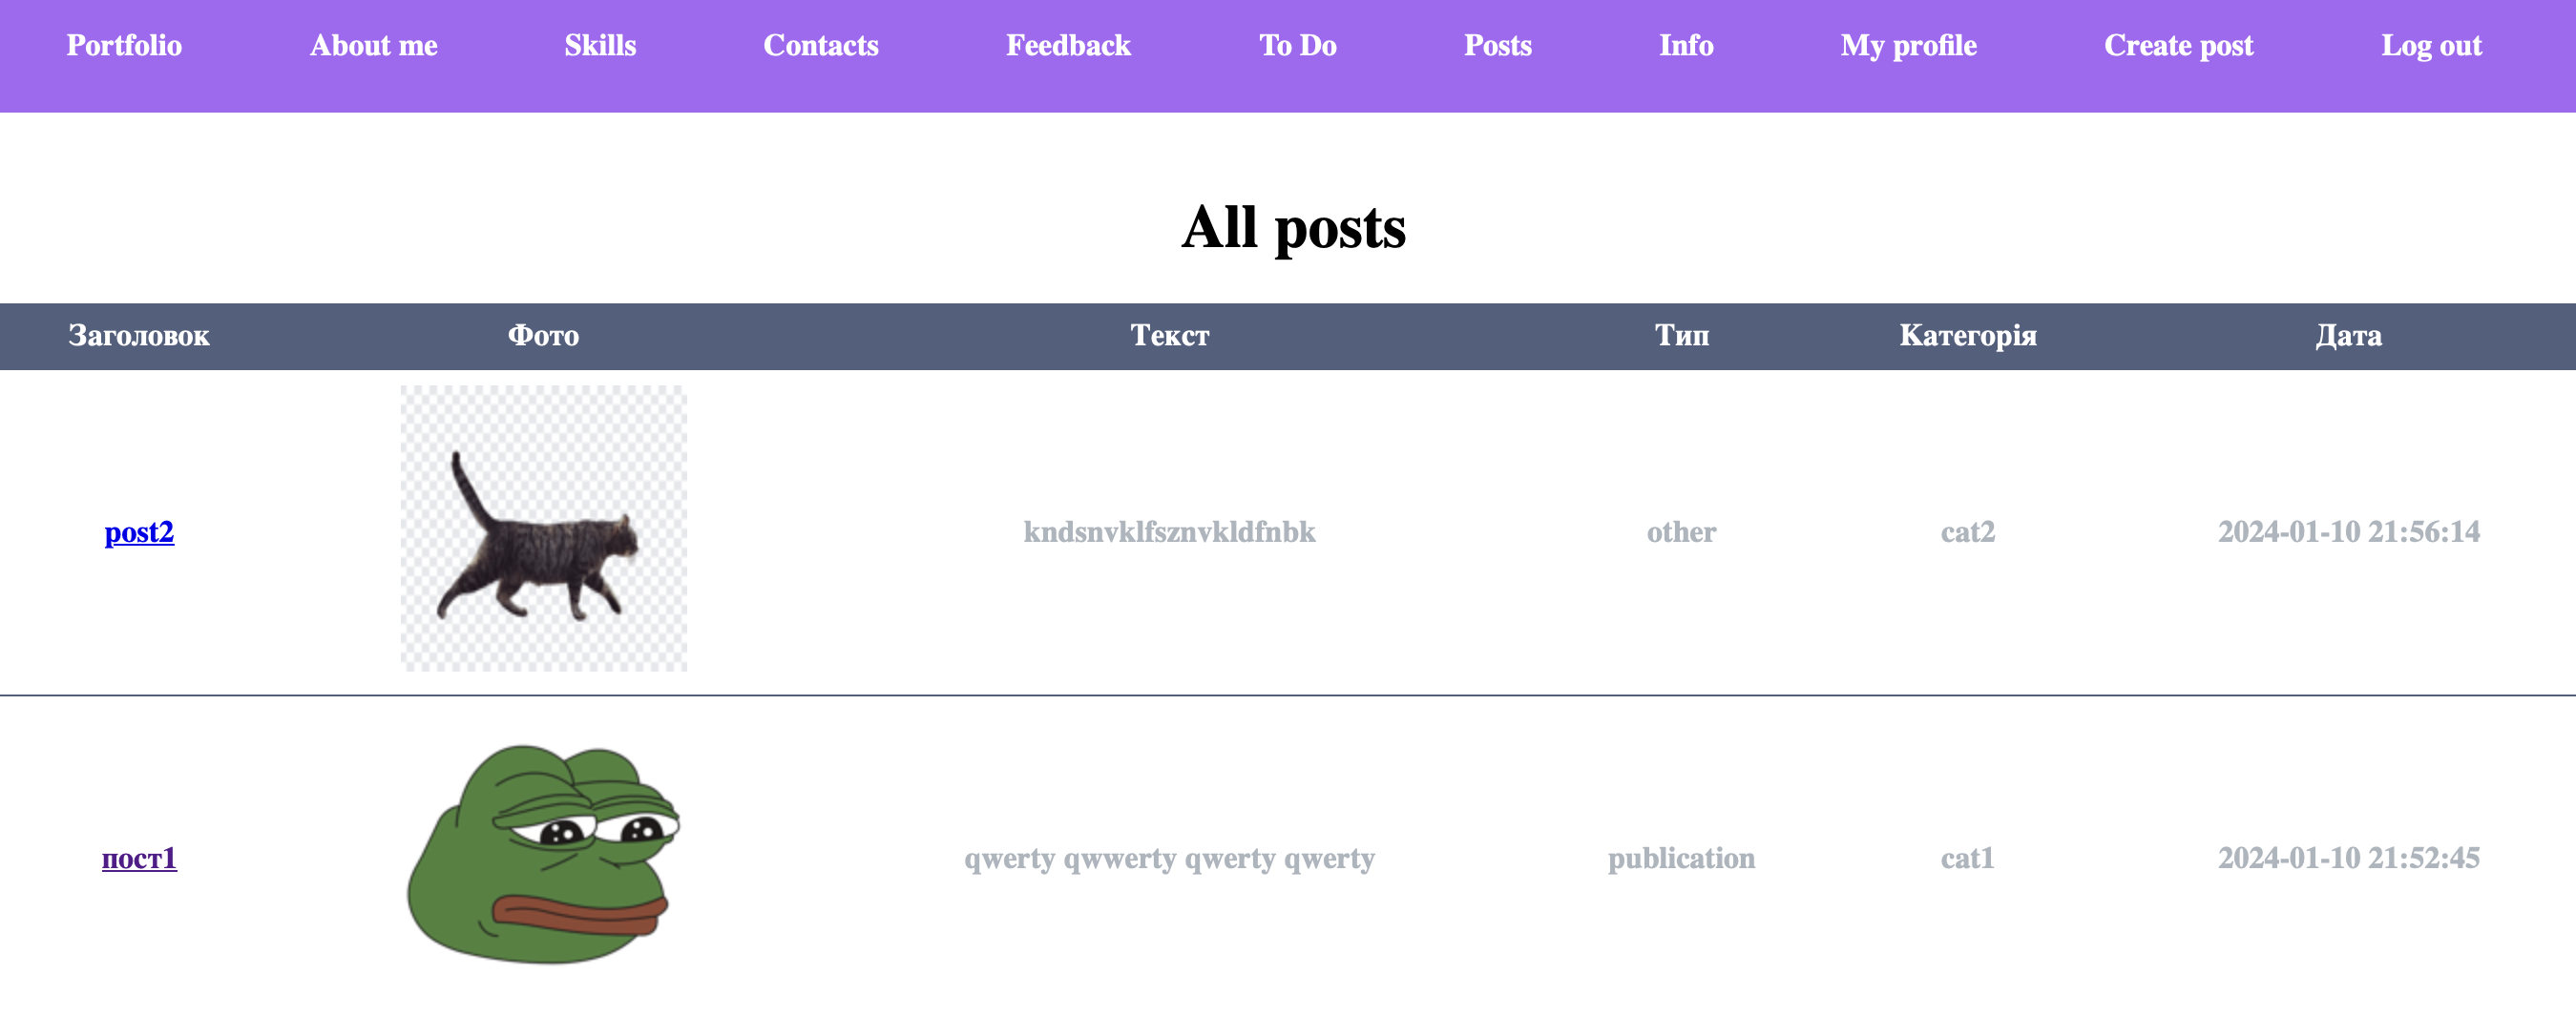 Portfolio About me Skills Contacts Feedback To Do Posts Info My profile Create post Log out
All posts
Заголовок Фото Текст Тип Категорія Дата
post2 kndsnvklfsznvkldfnbk other cat2 2024-01-10 21:56:14
пост1 qwerty qwwerty qwerty qwerty publication cat1 2024-01-10 21:52:45